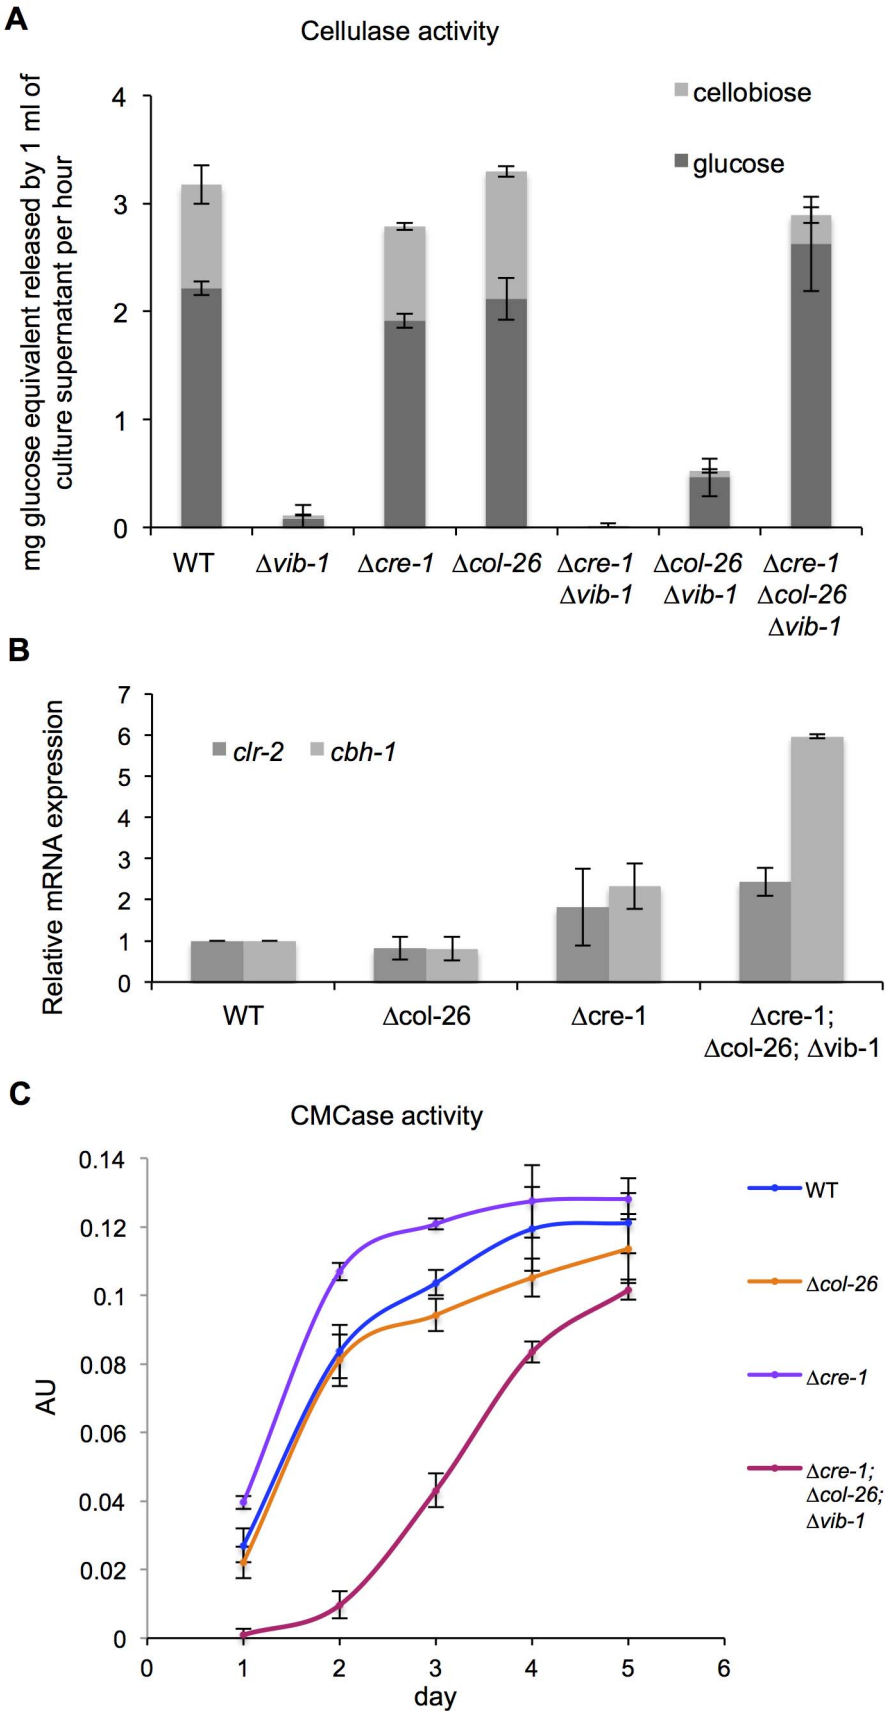 A
Cellulase activity
mg glucose equivalent released by 1 ml of
culture supernatant per hour
cellobiose
glucose
4
3
2
1
0
WT Δvib-1 Δcre-1 Δcol-26 Δcre-1 Δcol-26 Δcre-1
Δvib-1 Δvib-1 Δcol-26
Δvib-1
B
Relative mRNA expression
clr-2 cbh-1
7
6
5
4
3
2
1
0
WT Δcol-26 Δcre-1 Δcre-1;
Δcol-26; Δvib-1
C
CMCase activity
AU
0.14
0.12
0.1
0.08
0.06
0.04
0.02
0
0 1 2 3 4 5 6
day
WT
Δcol-26
Δcre-1
Δcre-1;
Δcol-26;
Δvib-1